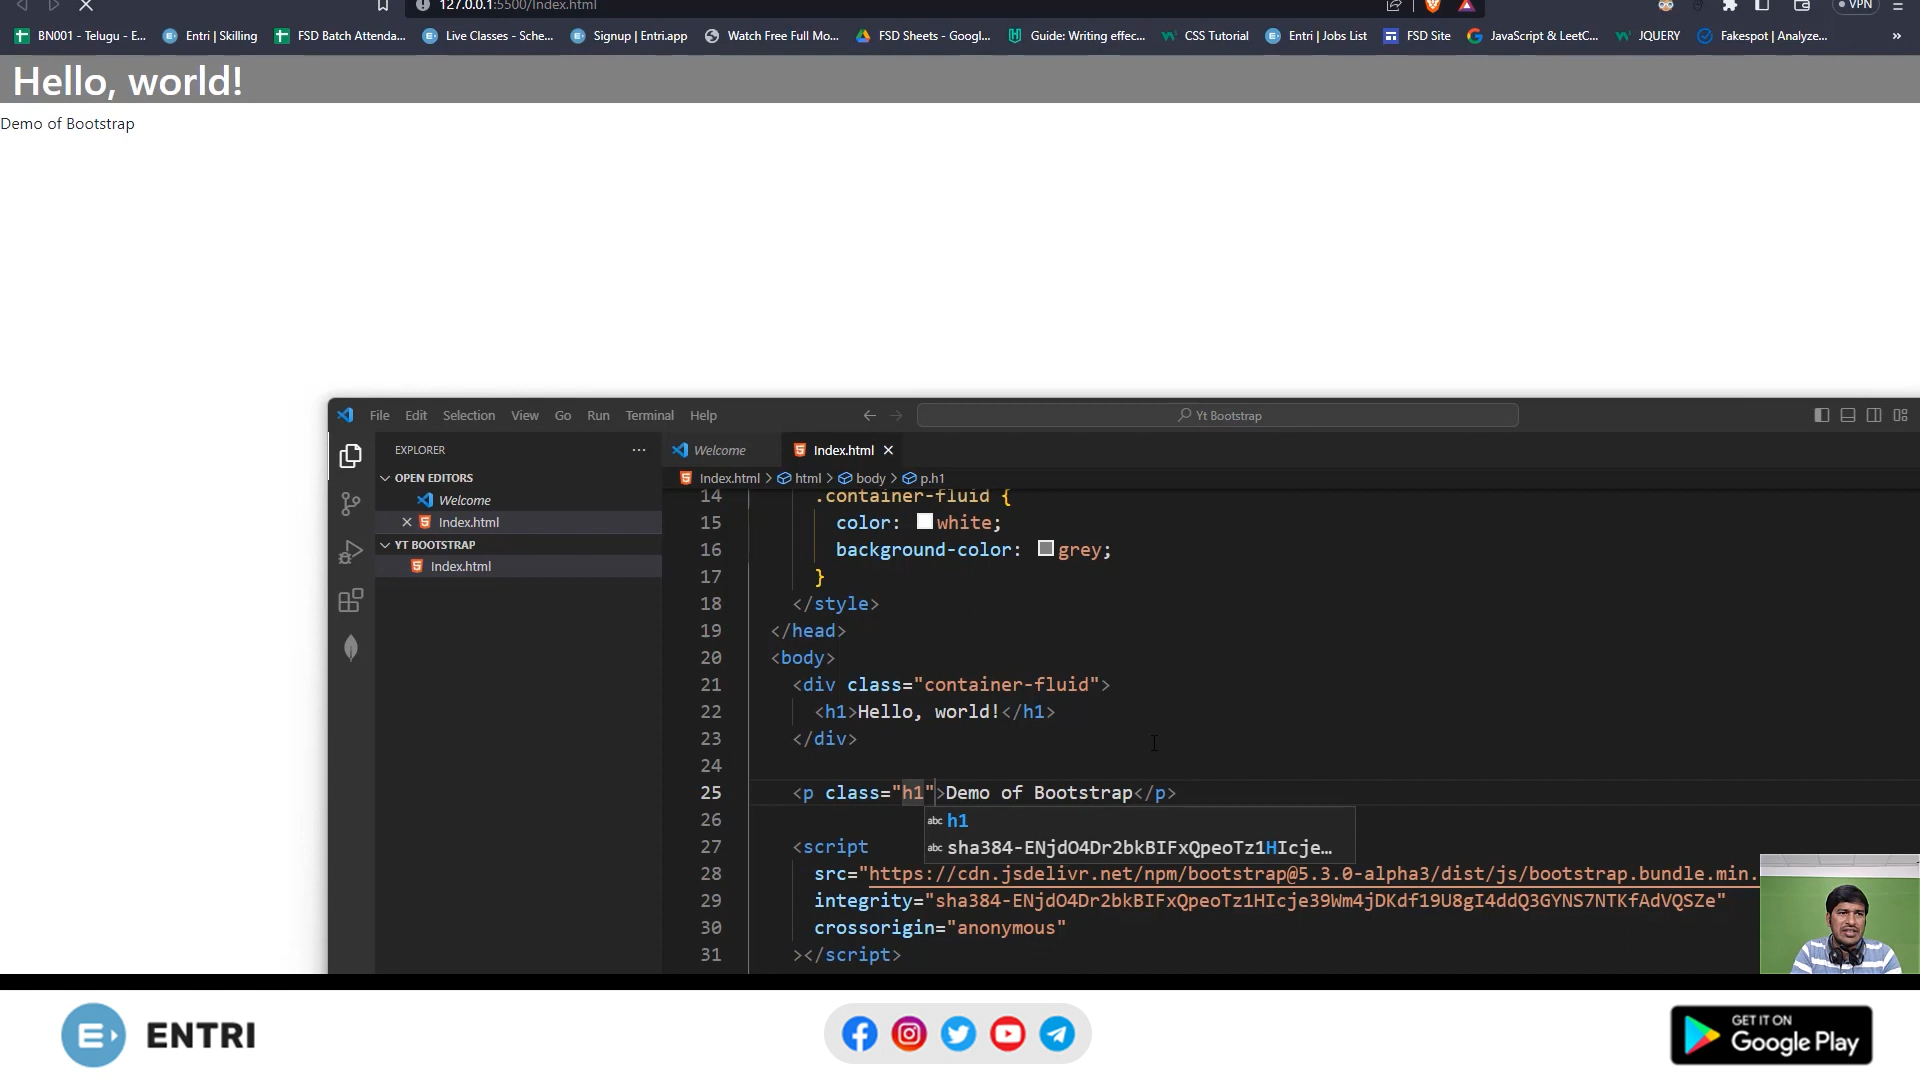 127.0.0.1:5500/Index.html
VPN
BN001 - Telugu - E...
Entri | Skilling
FSD Batch Attenda...
Live Classes - Sche...
Signup | Entri.app
Watch Free Full Mo...
FSD Sheets - Googl...
Guide: Writing effec...
CSS Tutorial
Entri | Jobs List
FSD Site
JavaScript & LeetC...
JQUERY
Fakespot | Analyze...
»
Hello, world!
Demo of Bootstrap
File Edit Selection View Go Run Terminal Help
Yt Bootstrap
EXPLORER
OPEN EDITORS
Welcome
Index.html
YT BOOTSTRAP
Index.html
Welcome
Index.html
Index.html > html > body > p.h1
14 .container-fluid {
15 color: white;
16 background-color: grey;
17 }
18 </style>
19 </head>
20 <body>
21 <div class="container-fluid">
22 <h1>Hello, world!</h1>
23 </div>
24
25 <p class="h1">Demo of Bootstrap</p>
26 abc h1
27 <script
abc sha384-ENjdO4Dr2bkBIFxQpeoTz1HIcje…
28 src="https://cdn.jsdelivr.net/npm/bootstrap@5.3.0-alpha3/dist/js/bootstrap.bundle.min.
29 integrity="sha384-ENjdO4Dr2bkBIFxQpeoTz1HIcje39Wm4jDKdf19U8gI4ddQ3GYNS7NTKfAdVQSZe"
30 crossorigin="anonymous"
31 ></script>
E ENTRI
GET IT ON
Google Play